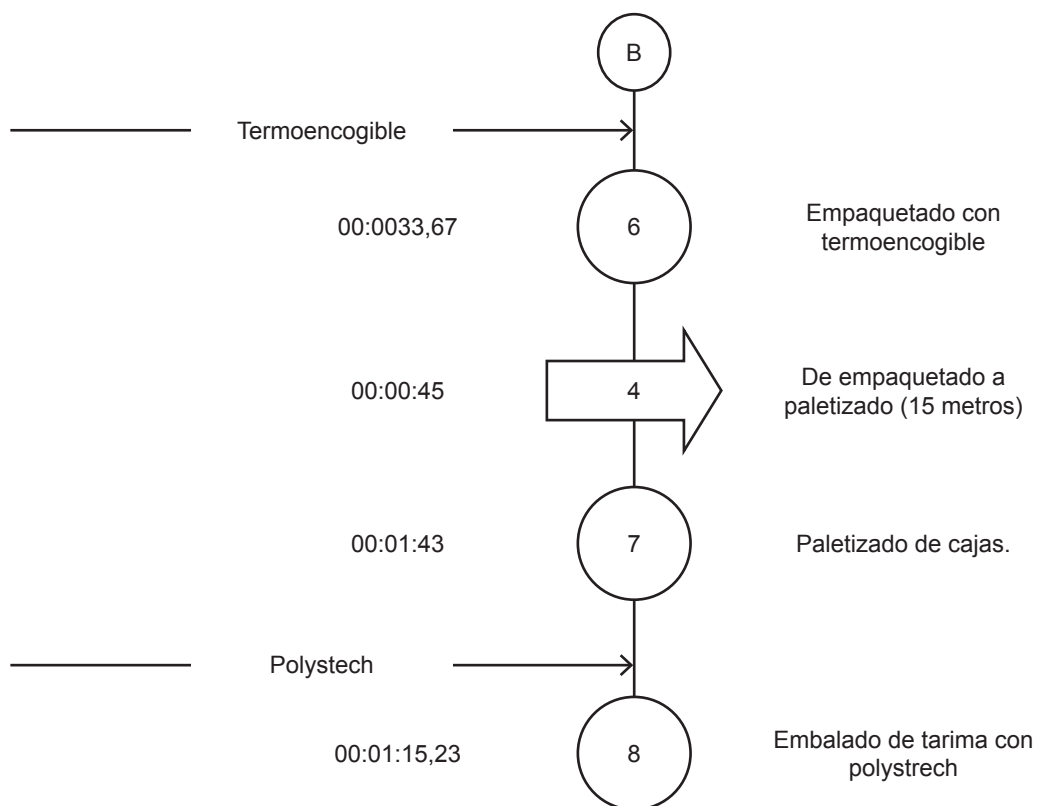 B
Termoencogible
00:0033,67
6
Empaquetado con
termoencogible
00:00:45
4
De empaquetado a
paletizado (15 metros)
00:01:43
7
Paletizado de cajas.
Polystech
00:01:15,23
8
Embalado de tarima con
polystrech